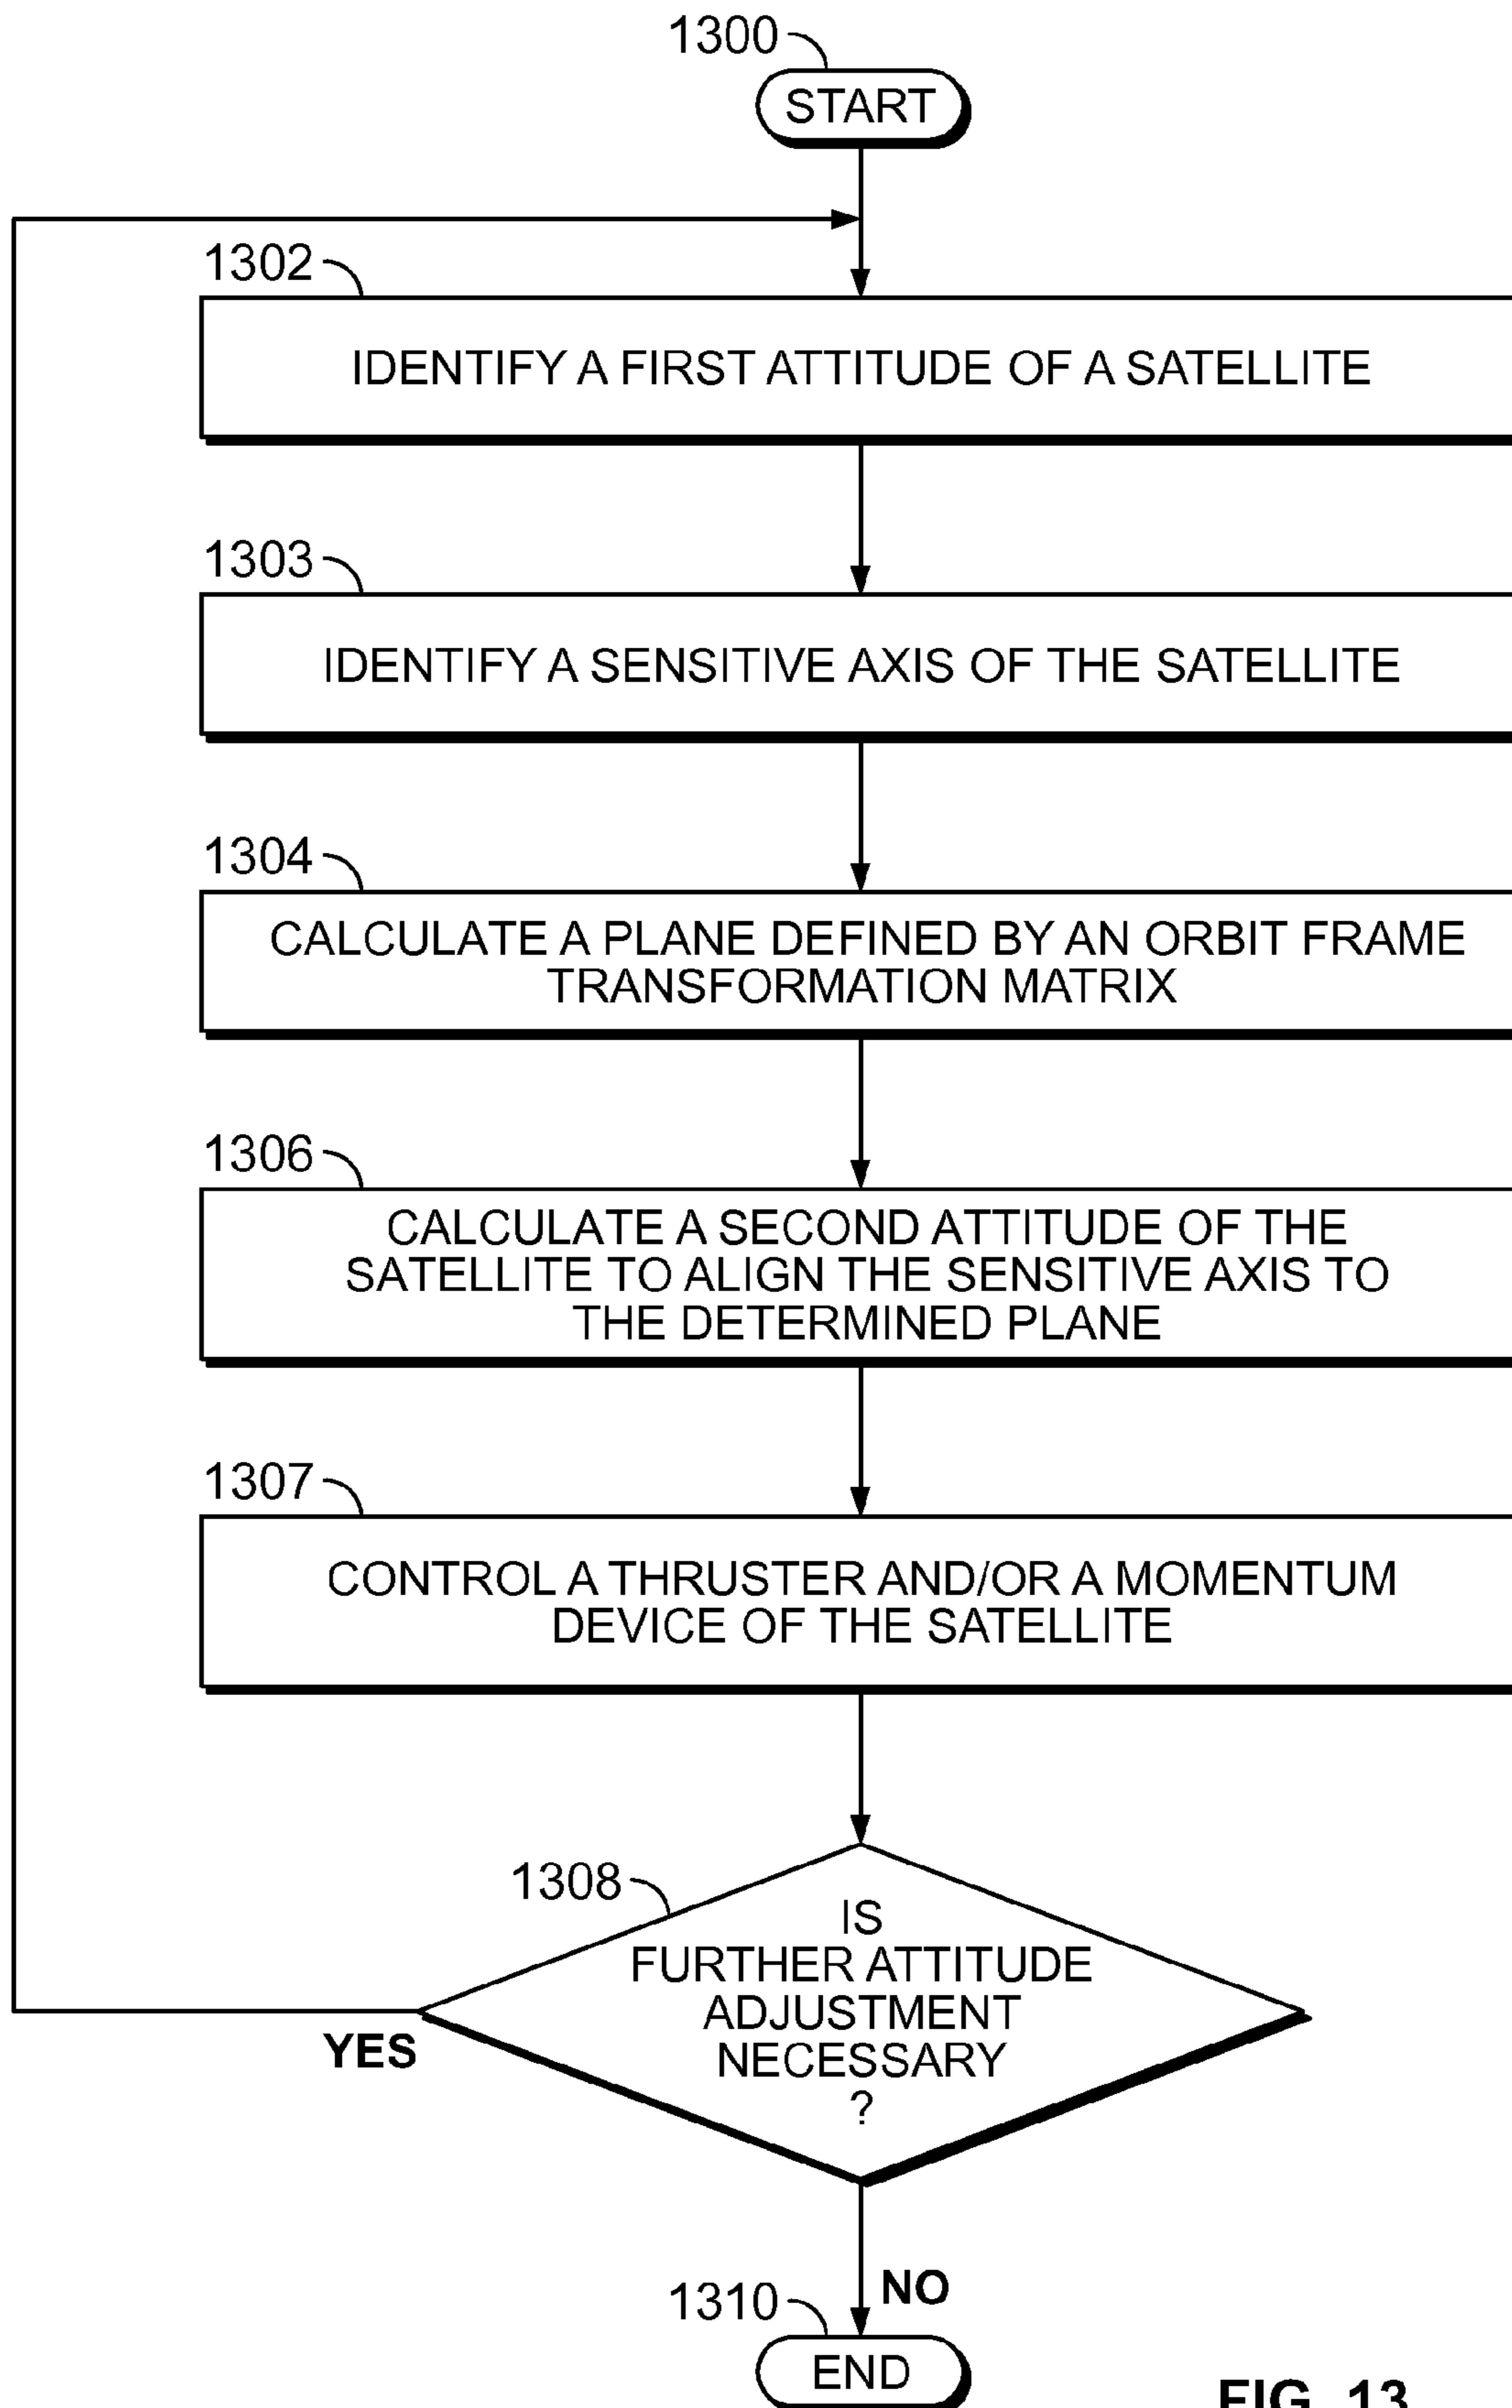 1300
START
1302
IDENTIFY A FIRST ATTITUDE OF A SATELLITE
1303
IDENTIFY A SENSITIVE AXIS OF THE SATELLITE
1304
CALCULATE A PLANE DEFINED BY AN ORBIT FRAME
TRANSFORMATION MATRIX
1306
CALCULATE A SECOND ATTITUDE OF THE
SATELLITE TO ALIGN THE SENSITIVE AXIS TO
THE DETERMINED PLANE
1307
CONTROL A THRUSTER AND/OR A MOMENTUM
DEVICE OF THE SATELLITE
1308
IS
FURTHER ATTITUDE
ADJUSTMENT
NECESSARY
?
YES
NO
1310
END
FIG. 13